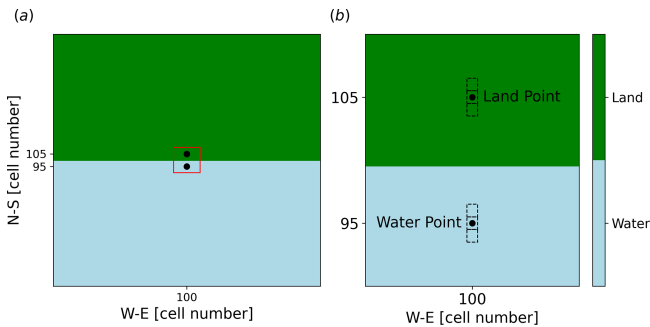 (a)
(b)
N-S [cell number]
105
95
100
W-E [cell number]
105
95
Land Point
Water Point
100
W-E [cell number]
Land
Water